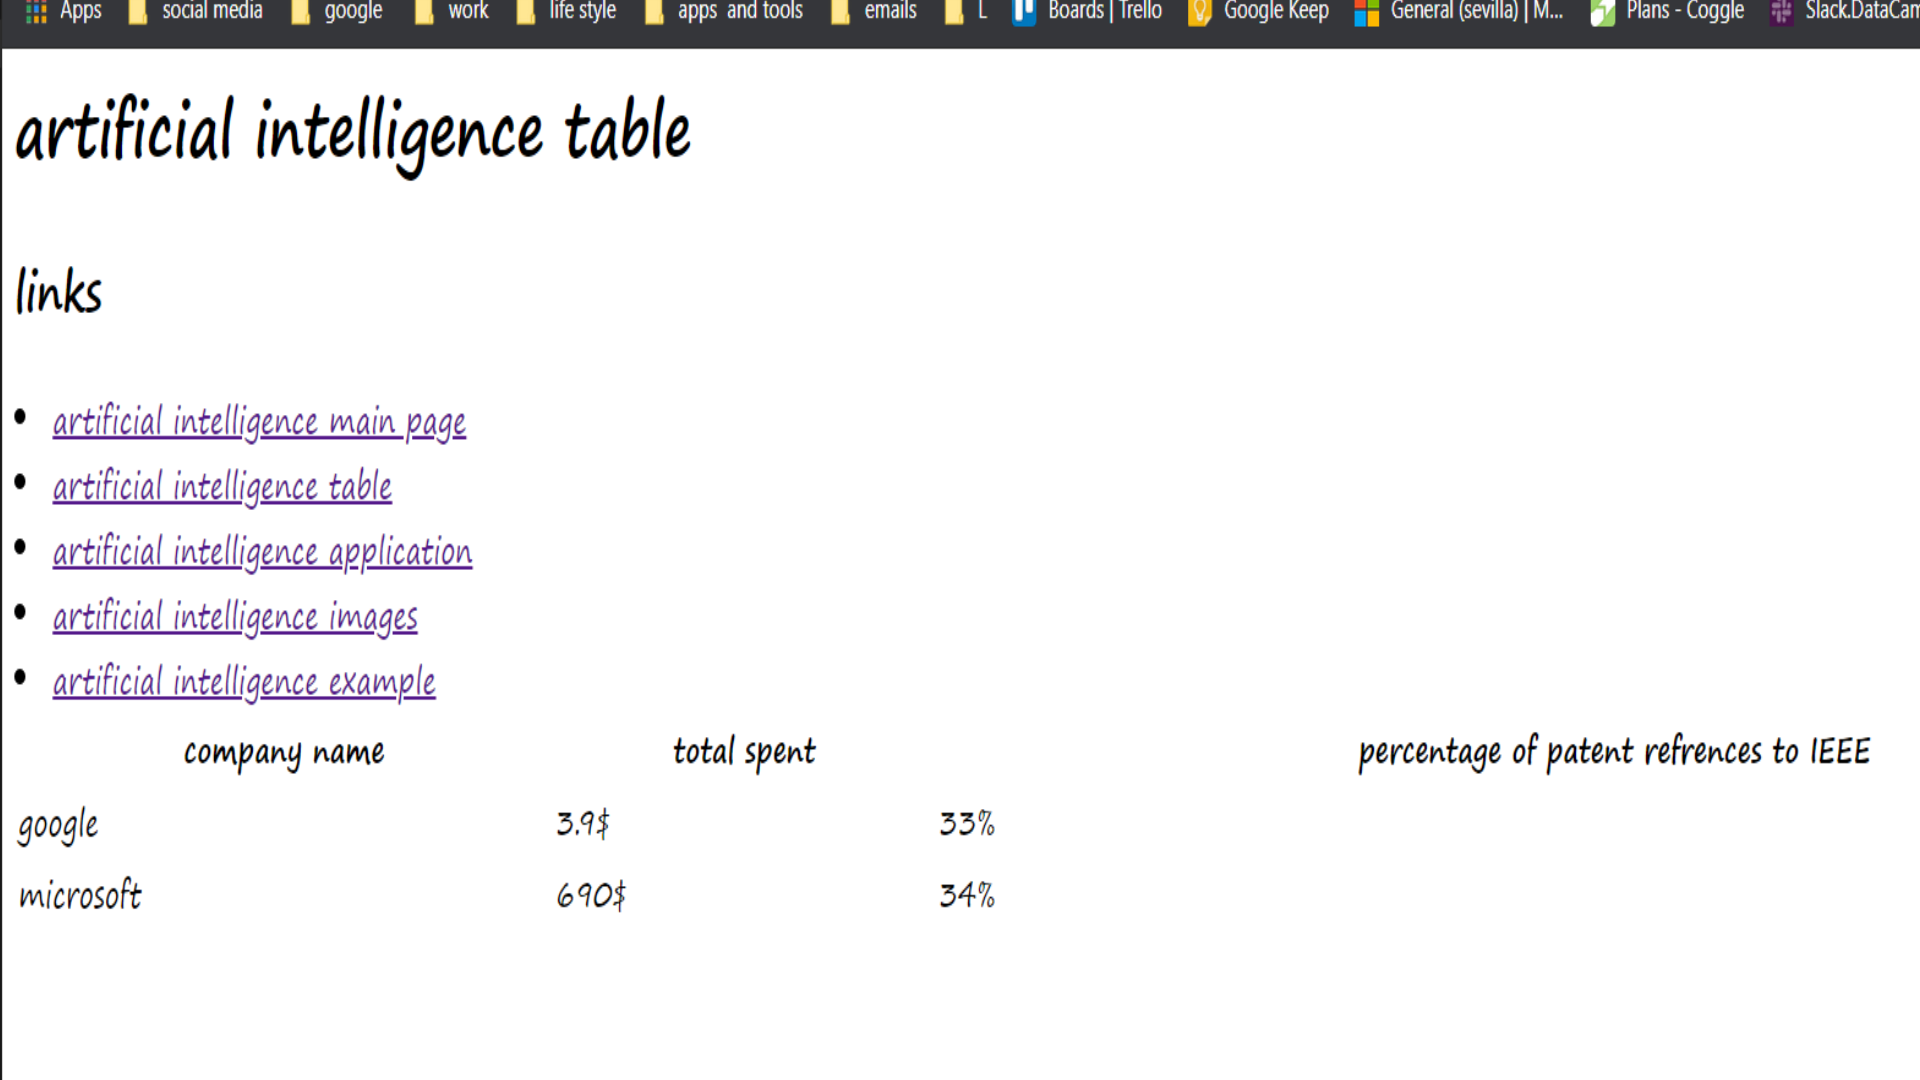 Apps social media google work life style apps and tools emails L Boards | Trello Google Keep General (sevilla) | M... Plans - Coggle Slack.DataCam
artificial intelligence table
links
artificial intelligence main page
artificial intelligence table
artificial intelligence application
artificial intelligence images
artificial intelligence example
company name total spent percentage of patent refrences to IEEE
google 3.9$ 33%
microsoft 690$ 34%